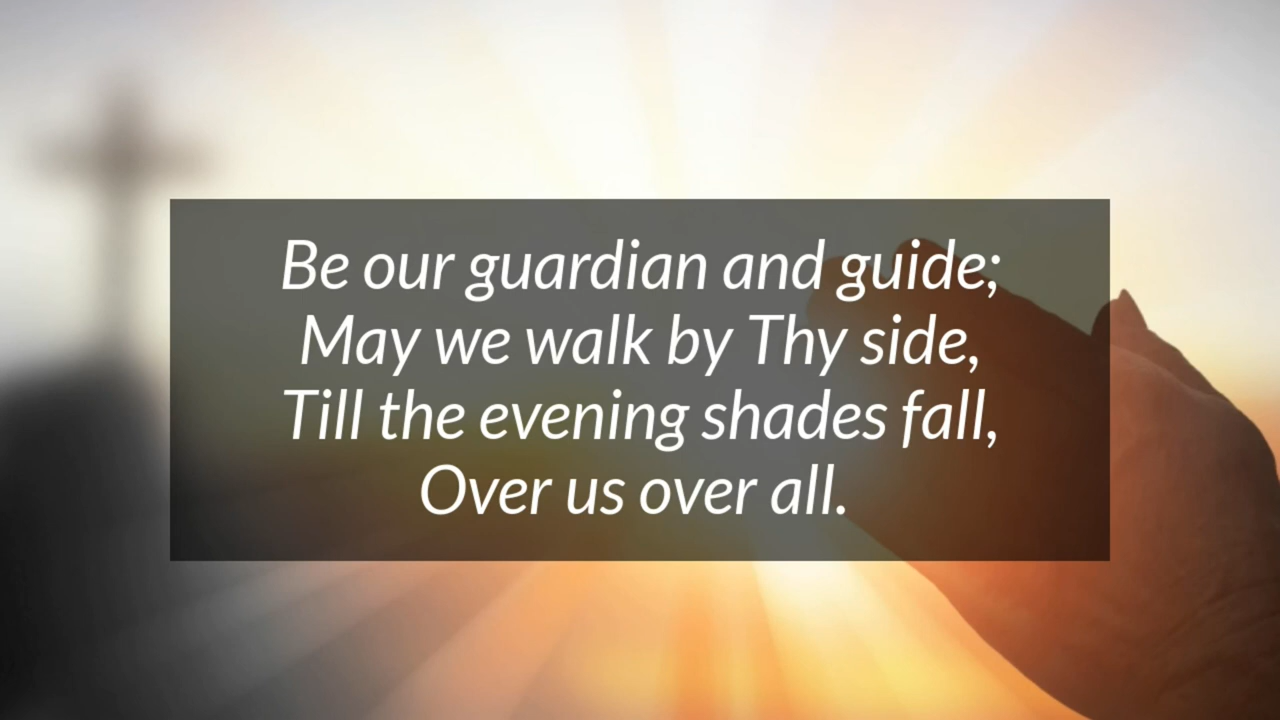 Be our guardian and guide;
May we walk by Thy side,
Till the evening shades fall,
Over us over all.